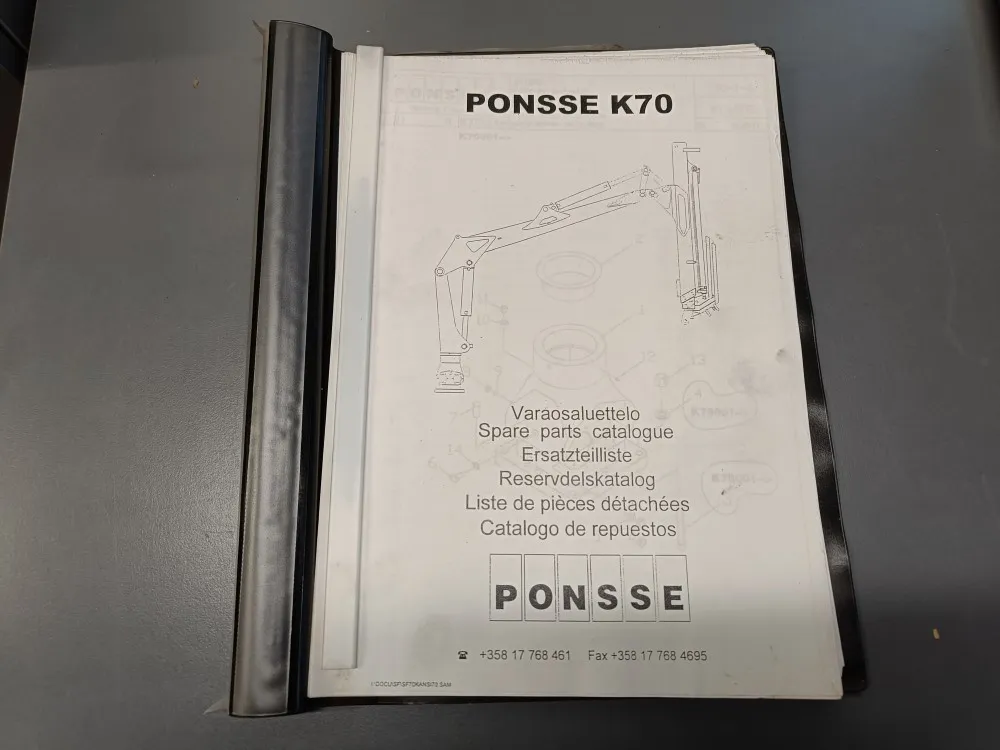 PONSSE K70
Varaosaluettelo
Spare parts catalogue
Ersatzteilliste
Reservdelskatalog
Liste de pièces détachées
Catalogo de repuestos
PONSSE
☎ +358 17 768 461 Fax +358 17 768 4695